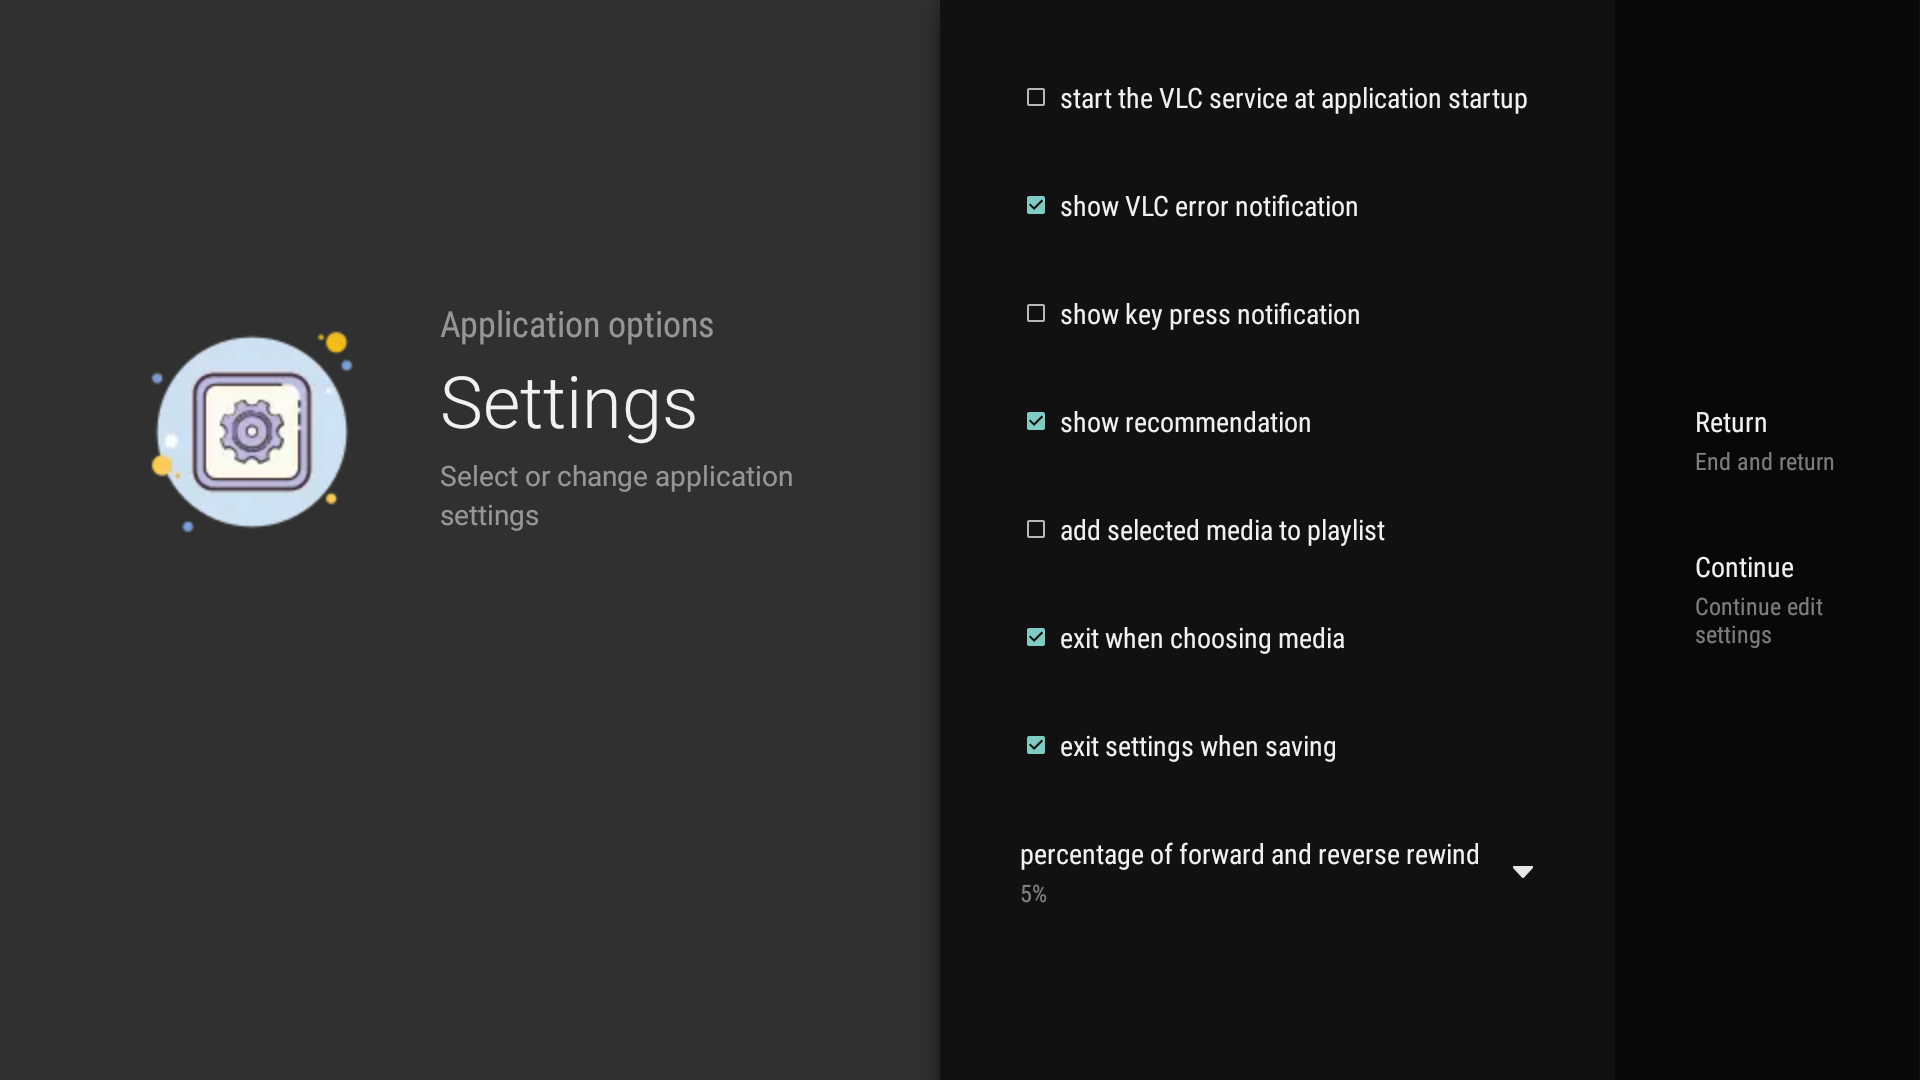 Application options
Settings
Select or change application
settings
start the VLC service at application startup
show VLC error notification
show key press notification
show recommendation
add selected media to playlist
exit when choosing media
exit settings when saving
percentage of forward and reverse rewind
5%
Return
End and return
Continue
Continue edit
settings